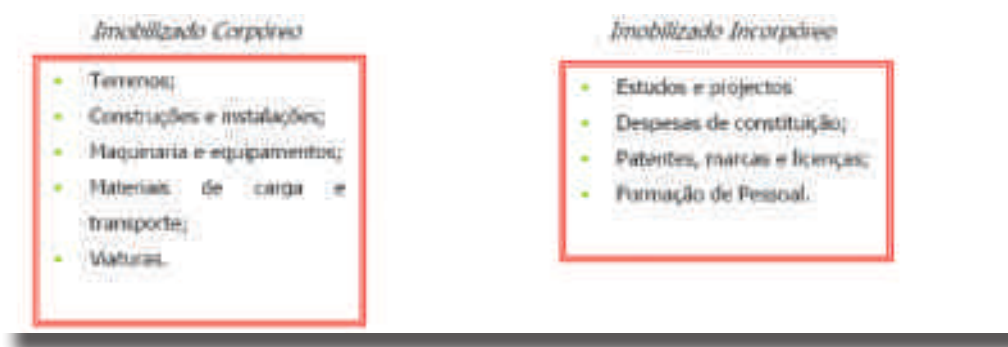 Imobilizado Corpóreo
Terrenos;
Construções e instalações;
Maquinaria e equipamentos;
Materiais de carga e
transporte;
Viaturas.
Imobilizado Incorpóreo
Estudos e projectos
Despesas de constituição;
Patentes, marcas e licenças;
Formação de Pessoal.